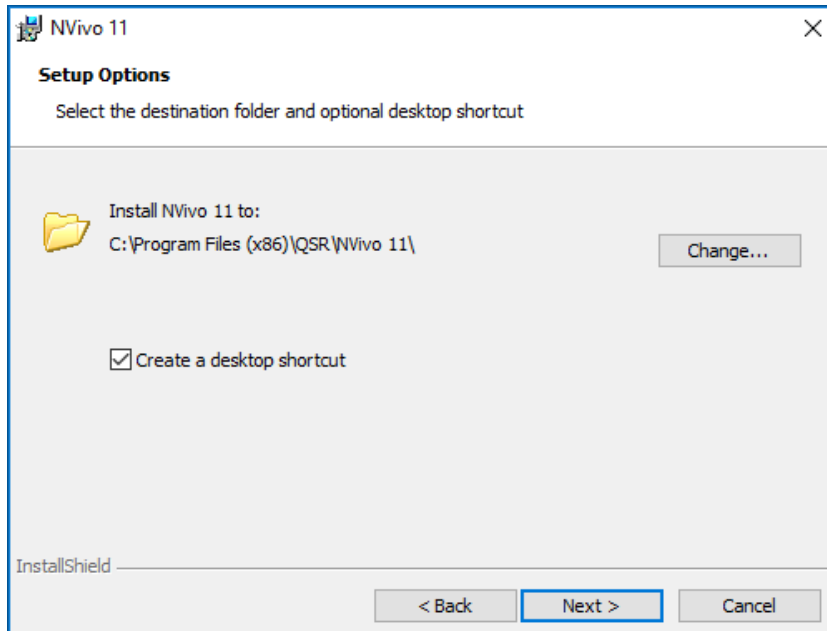 NVivo 11
Setup Options
Select the destination folder and optional desktop shortcut
Install NVivo 11 to:
C:\Program Files (x86)\QSR\NVivo 11\
Change...
Create a desktop shortcut
InstallShield
< Back
Next >
Cancel